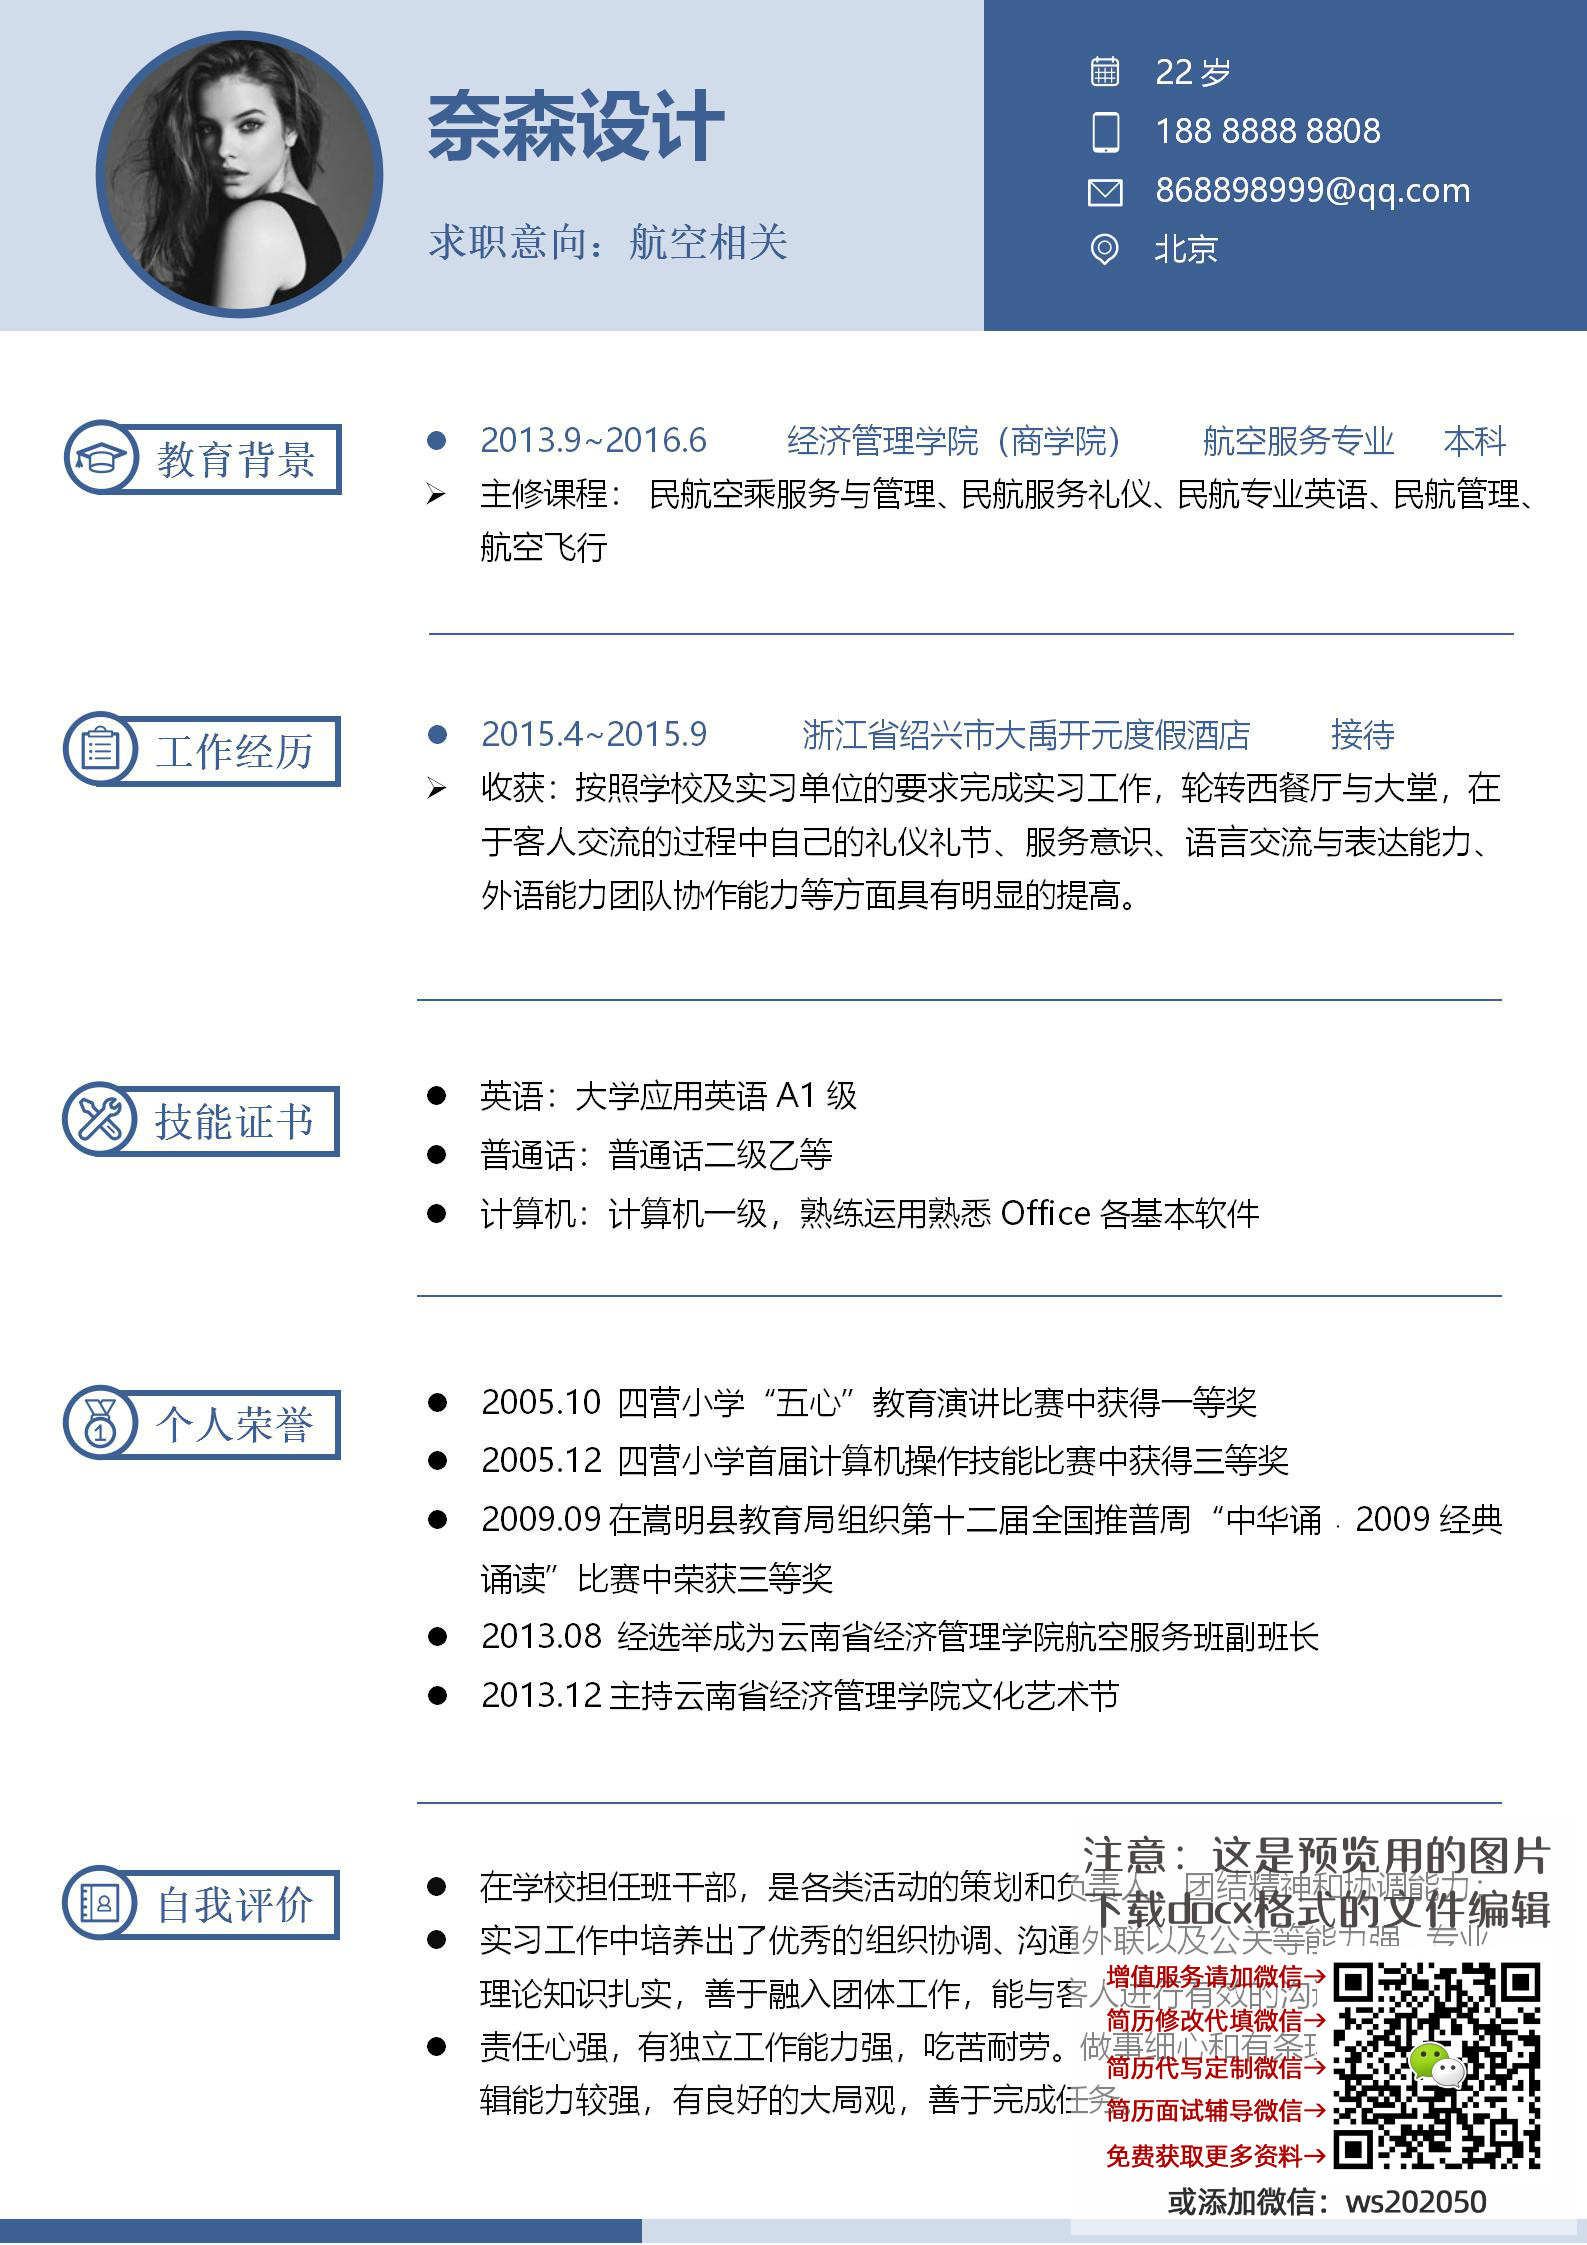 奈森设计
求职意向：航空相关
22 岁
188 8888 8808
868898999@qq.com
北京
教育背景
2013.9~2016.6 经济管理学院（商学院） 航空服务专业 本科
主修课程： 民航空乘服务与管理、民航服务礼仪、民航专业英语、民航管理、
航空飞行
工作经历
2015.4~2015.9 浙江省绍兴市大禹开元度假酒店 接待
收获：按照学校及实习单位的要求完成实习工作，轮转西餐厅与大堂，在
于客人交流的过程中自己的礼仪礼节、服务意识、语言交流与表达能力、
外语能力团队协作能力等方面具有明显的提高。
技能证书
英语：大学应用英语 A1 级
普通话：普通话二级乙等
计算机：计算机一级，熟练运用熟悉 Office 各基本软件
个人荣誉
2005.10 四营小学“五心”教育演讲比赛中获得一等奖
2005.12 四营小学首届计算机操作技能比赛中获得三等奖
2009.09 在嵩明县教育局组织第十二届全国推普周“中华诵 . 2009 经典
诵读”比赛中荣获三等奖
2013.08 经选举成为云南省经济管理学院航空服务班副班长
2013.12 主持云南省经济管理学院文化艺术节
自我评价
在学校担任班干部，是各类活动的策划和负责人，团结精神和协调能力；
实习工作中培养出了优秀的组织协调、沟通外联以及公关等能力强，专业
理论知识扎实，善于融入团体工作，能与客人进行有效的沟
责任心强，有独立工作能力强，吃苦耐劳。做事细心和有条
辑能力较强，有良好的大局观，善于完成任务
注意：这是预览用的图片
下载docx格式的文件编辑
增值服务请加微信→
简历修改代填微信→
简历代写定制微信→
简历面试辅导微信→
免费获取更多资料→
或添加微信：ws202050